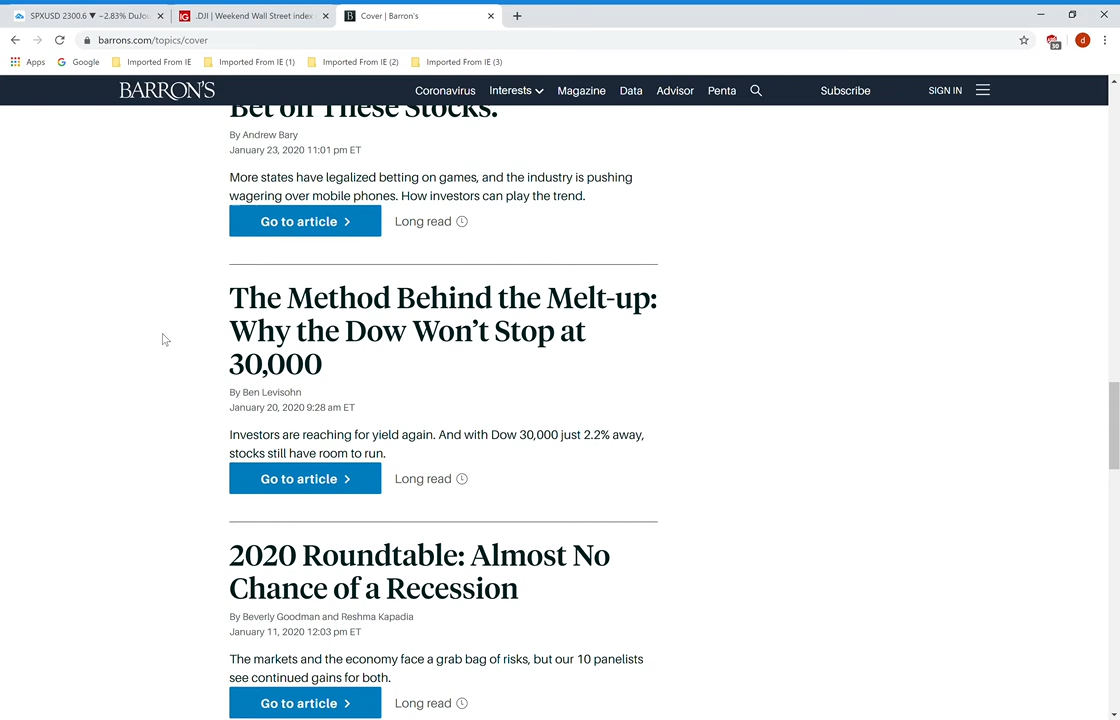 SPXUSD 2300.6 ▼ −2.83% DuJou
.DJI | Weekend Wall Street index
Cover | Barron's
barrons.com/topics/cover
30
d
Apps
Google
Imported From IE
Imported From IE (1)
Imported From IE (2)
Imported From IE (3)
BARRON'S
Coronavirus Interests Magazine Data Advisor Penta Subscribe SIGN IN
Bet on These Stocks.
By Andrew Bary
January 23, 2020 11:01 pm ET
More states have legalized betting on games, and the industry is pushing
wagering over mobile phones. How investors can play the trend.
Go to article > Long read
The Method Behind the Melt-up:
Why the Dow Won't Stop at
30,000
By Ben Levisohn
January 20, 2020 9:28 am ET
Investors are reaching for yield again. And with Dow 30,000 just 2.2% away,
stocks still have room to run.
Go to article > Long read
2020 Roundtable: Almost No
Chance of a Recession
By Beverly Goodman and Reshma Kapadia
January 11, 2020 12:03 pm ET
The markets and the economy face a grab bag of risks, but our 10 panelists
see continued gains for both.
Go to article > Long read